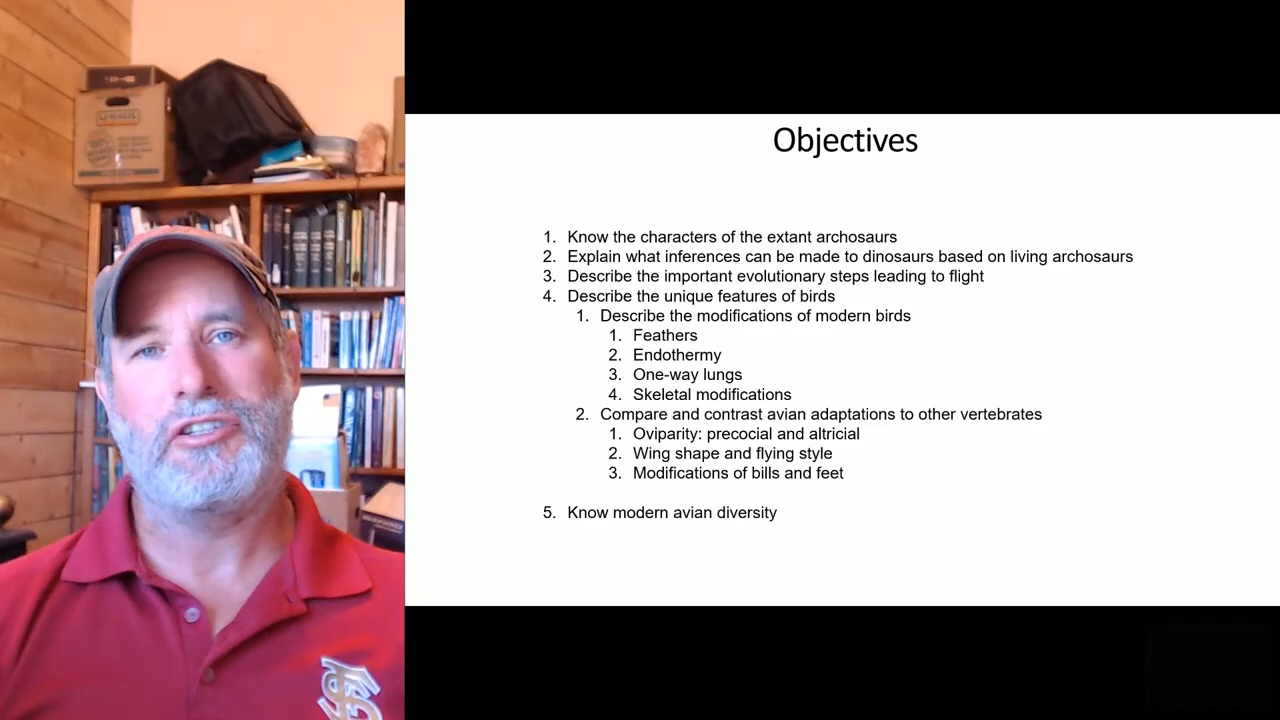 Objectives
1. Know the characters of the extant archosaurs
2. Explain what inferences can be made to dinosaurs based on living archosaurs
3. Describe the important evolutionary steps leading to flight
4. Describe the unique features of birds
1. Describe the modifications of modern birds
1. Feathers
2. Endothermy
3. One-way lungs
4. Skeletal modifications
2. Compare and contrast avian adaptations to other vertebrates
1. Oviparity: precocial and altricial
2. Wing shape and flying style
3. Modifications of bills and feet
5. Know modern avian diversity